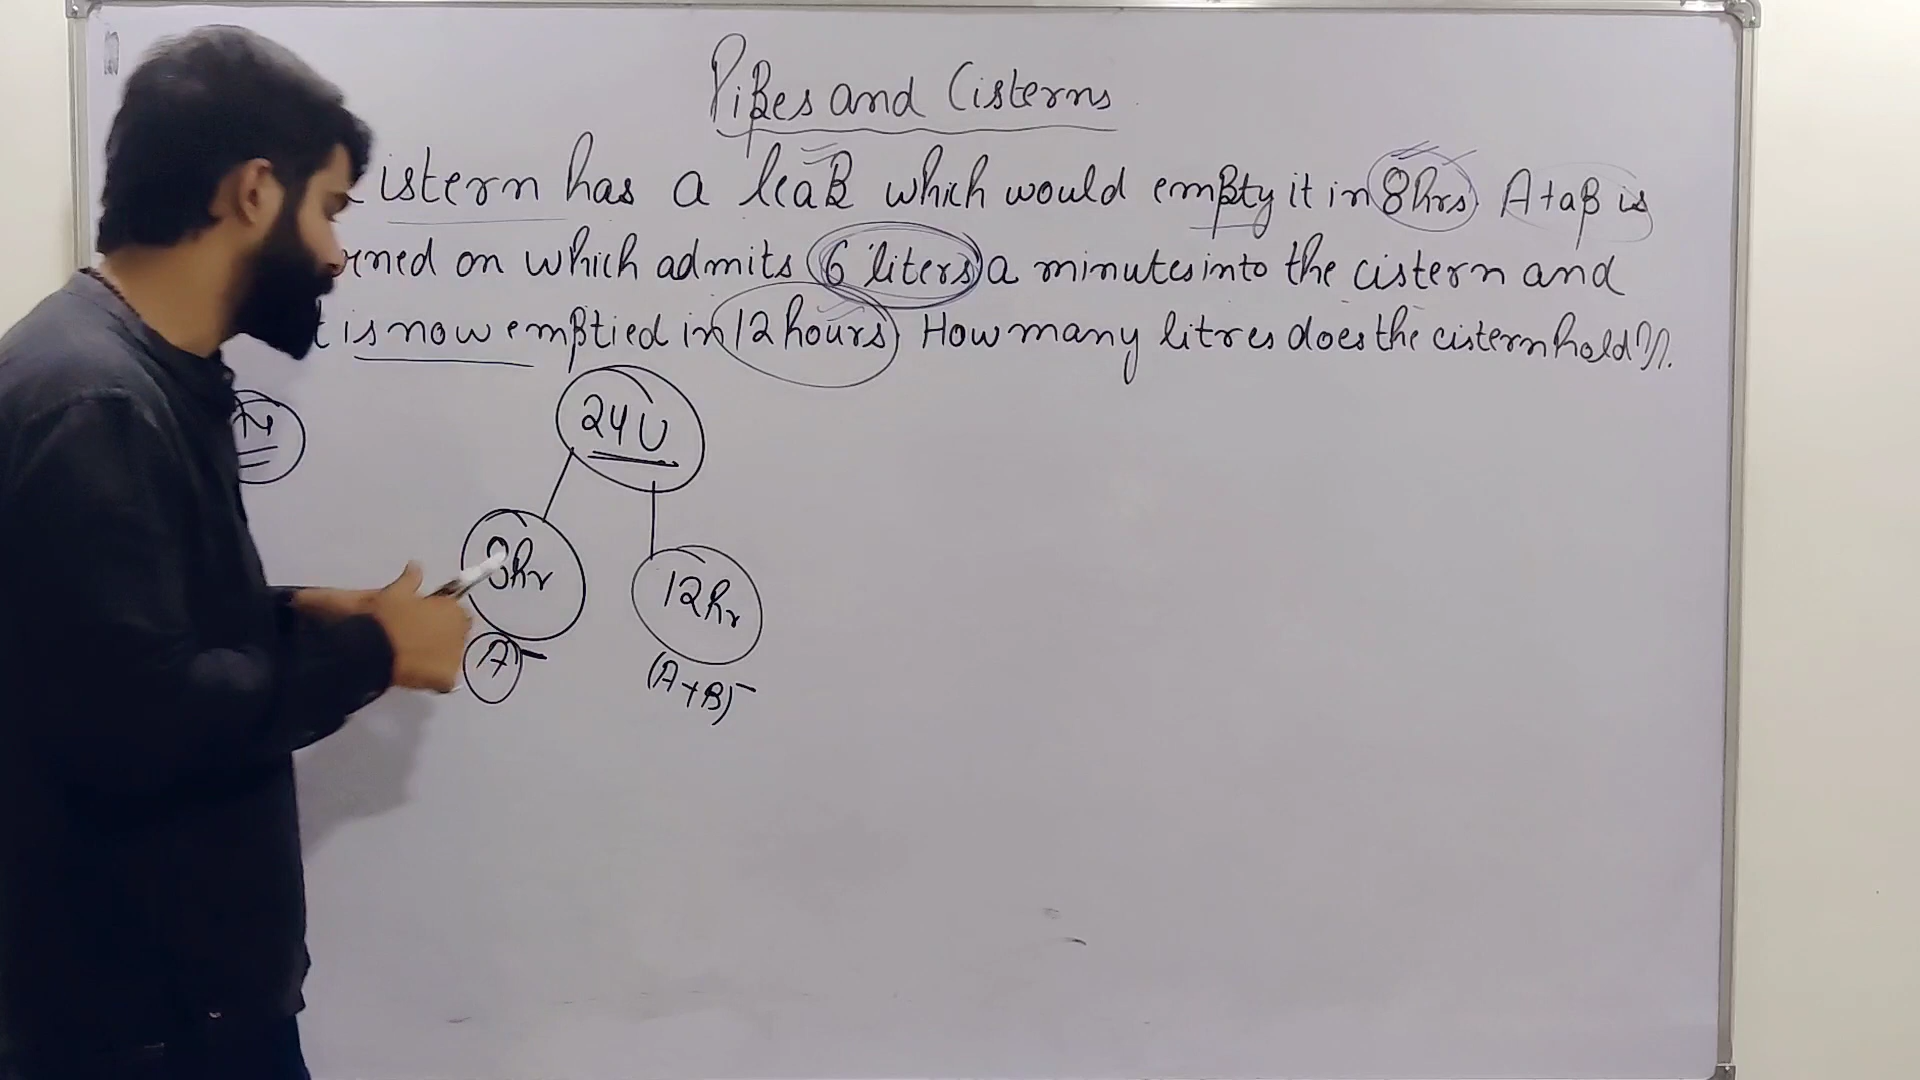 Pipes and Cisterns
istern has a leak which would empty it in 8hrs. A tap is
rned on which admits 6 liters a minutes into the cistern and
t is now emptied in 12 hours. How many litres does the cistern hold?
24U
8hr
12hr
A-
(A+B)-